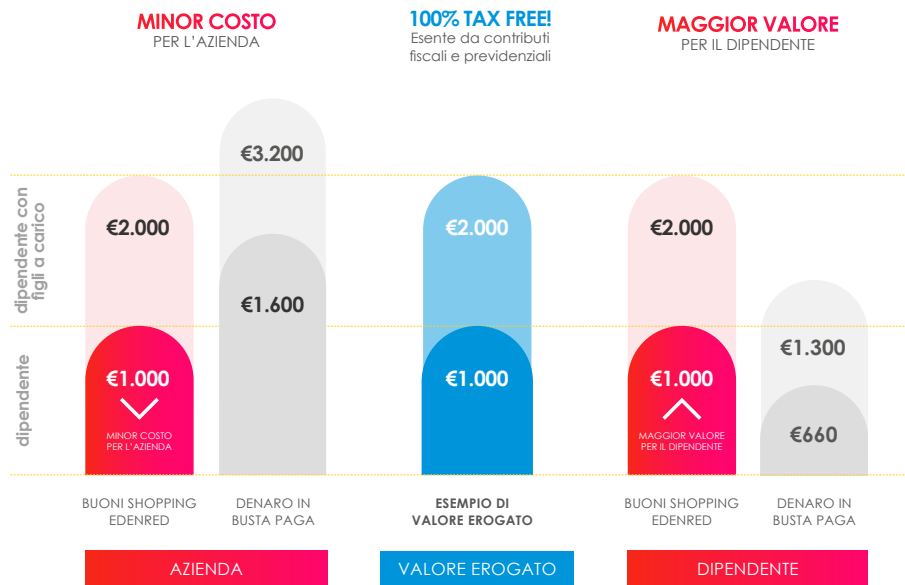 MINOR COSTO
PER L'AZIENDA
100% TAX FREE!
Esente da contributi
fiscali e previdenziali
MAGGIOR VALORE
PER IL DIPENDENTE
dipendente con
figli a carico
dipendente
€2.000
€1.000
MINOR COSTO
PER L'AZIENDA
€3.200
€1.600
€2.000
€1.000
€2.000
€1.000
MAGGIOR VALORE
PER IL DIPENDENTE
€1.300
€660
BUONI SHOPPING
EDENRED
DENARO IN
BUSTA PAGA
ESEMPIO DI
VALORE EROGATO
BUONI SHOPPING
EDENRED
DENARO IN
BUSTA PAGA
AZIENDA
VALORE EROGATO
DIPENDENTE